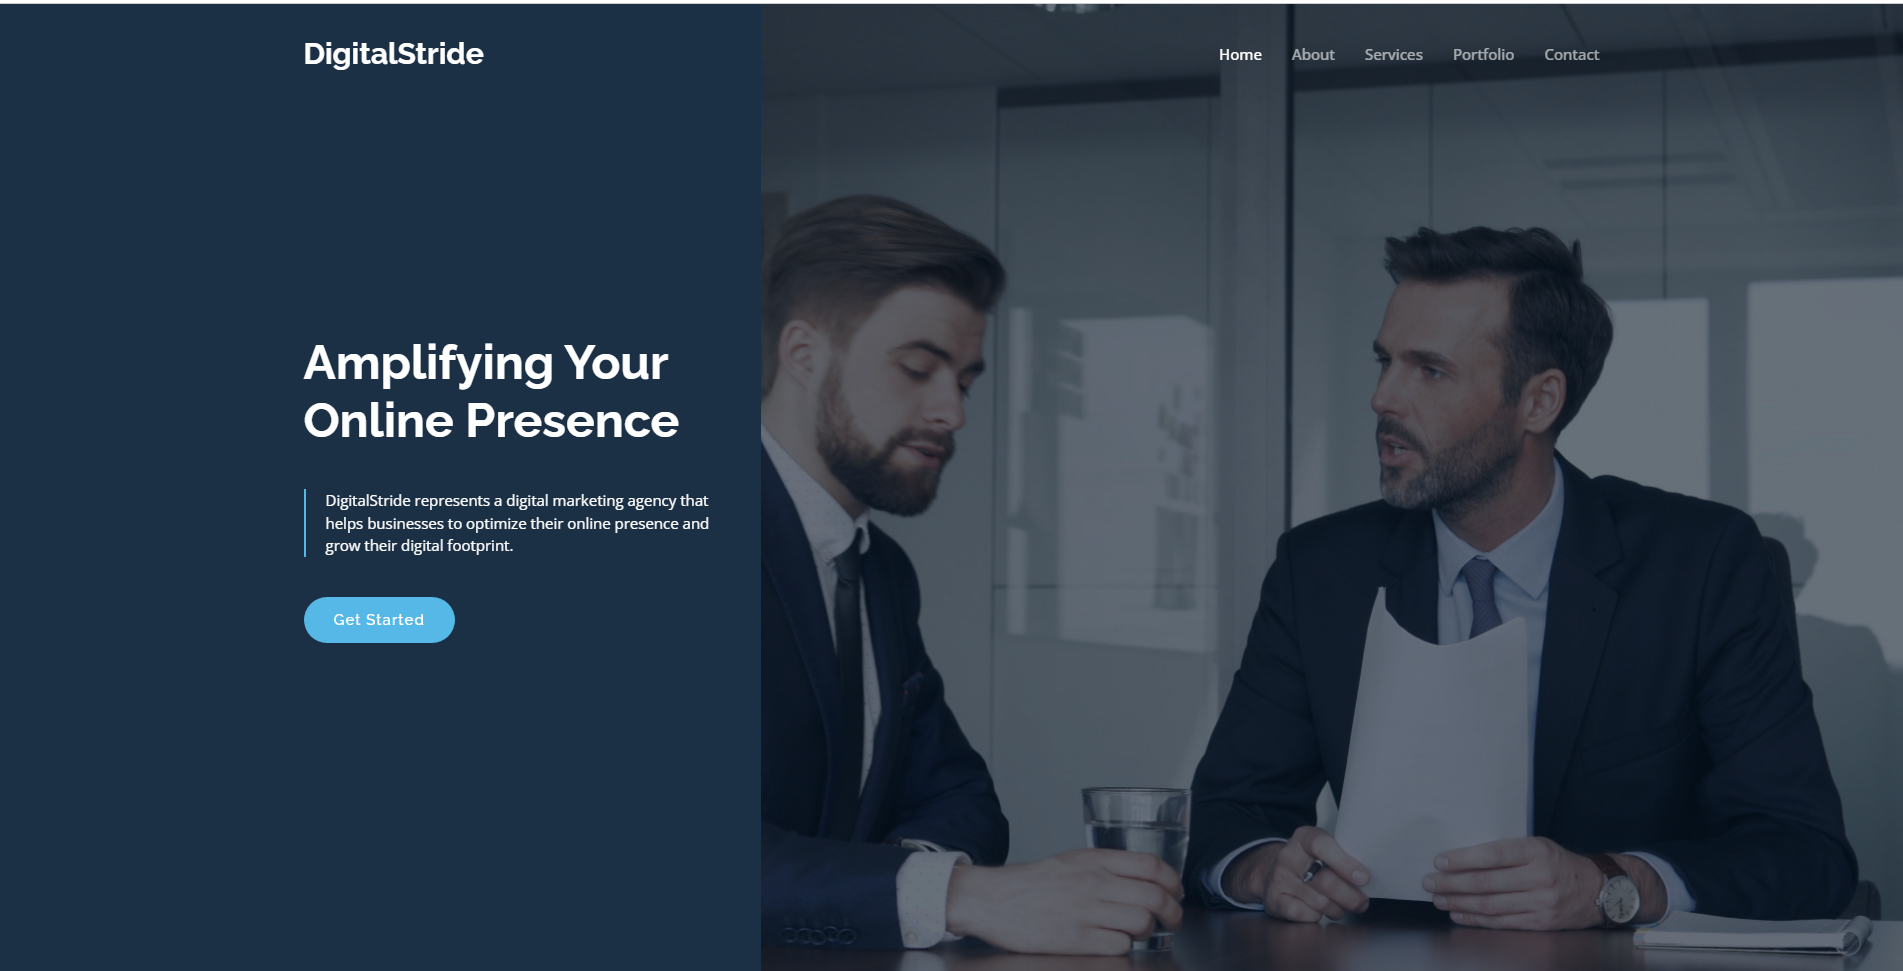 DigitalStride
Home About Services Portfolio Contact
Amplifying Your
Online Presence
DigitalStride represents a digital marketing agency that
helps businesses to optimize their online presence and
grow their digital footprint.
Get Started